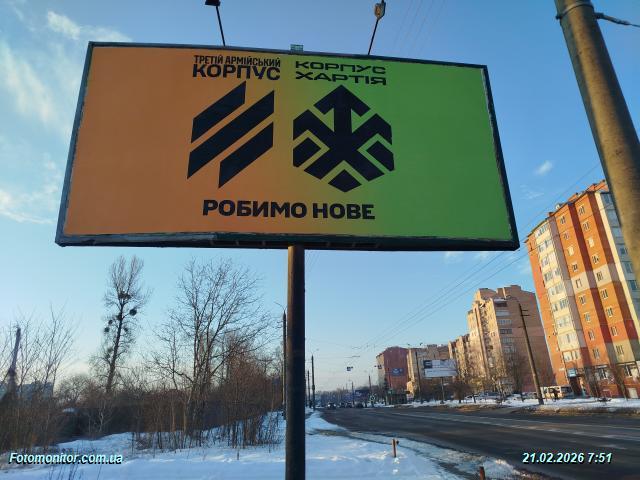 ТРЕТІЙ АРМІЙСЬКИЙ
КОРПУС
КОРПУС
ХАРТІЯ
РОБИМО НОВЕ
Fotomonitor.com.ua
21.02.2026 7:51